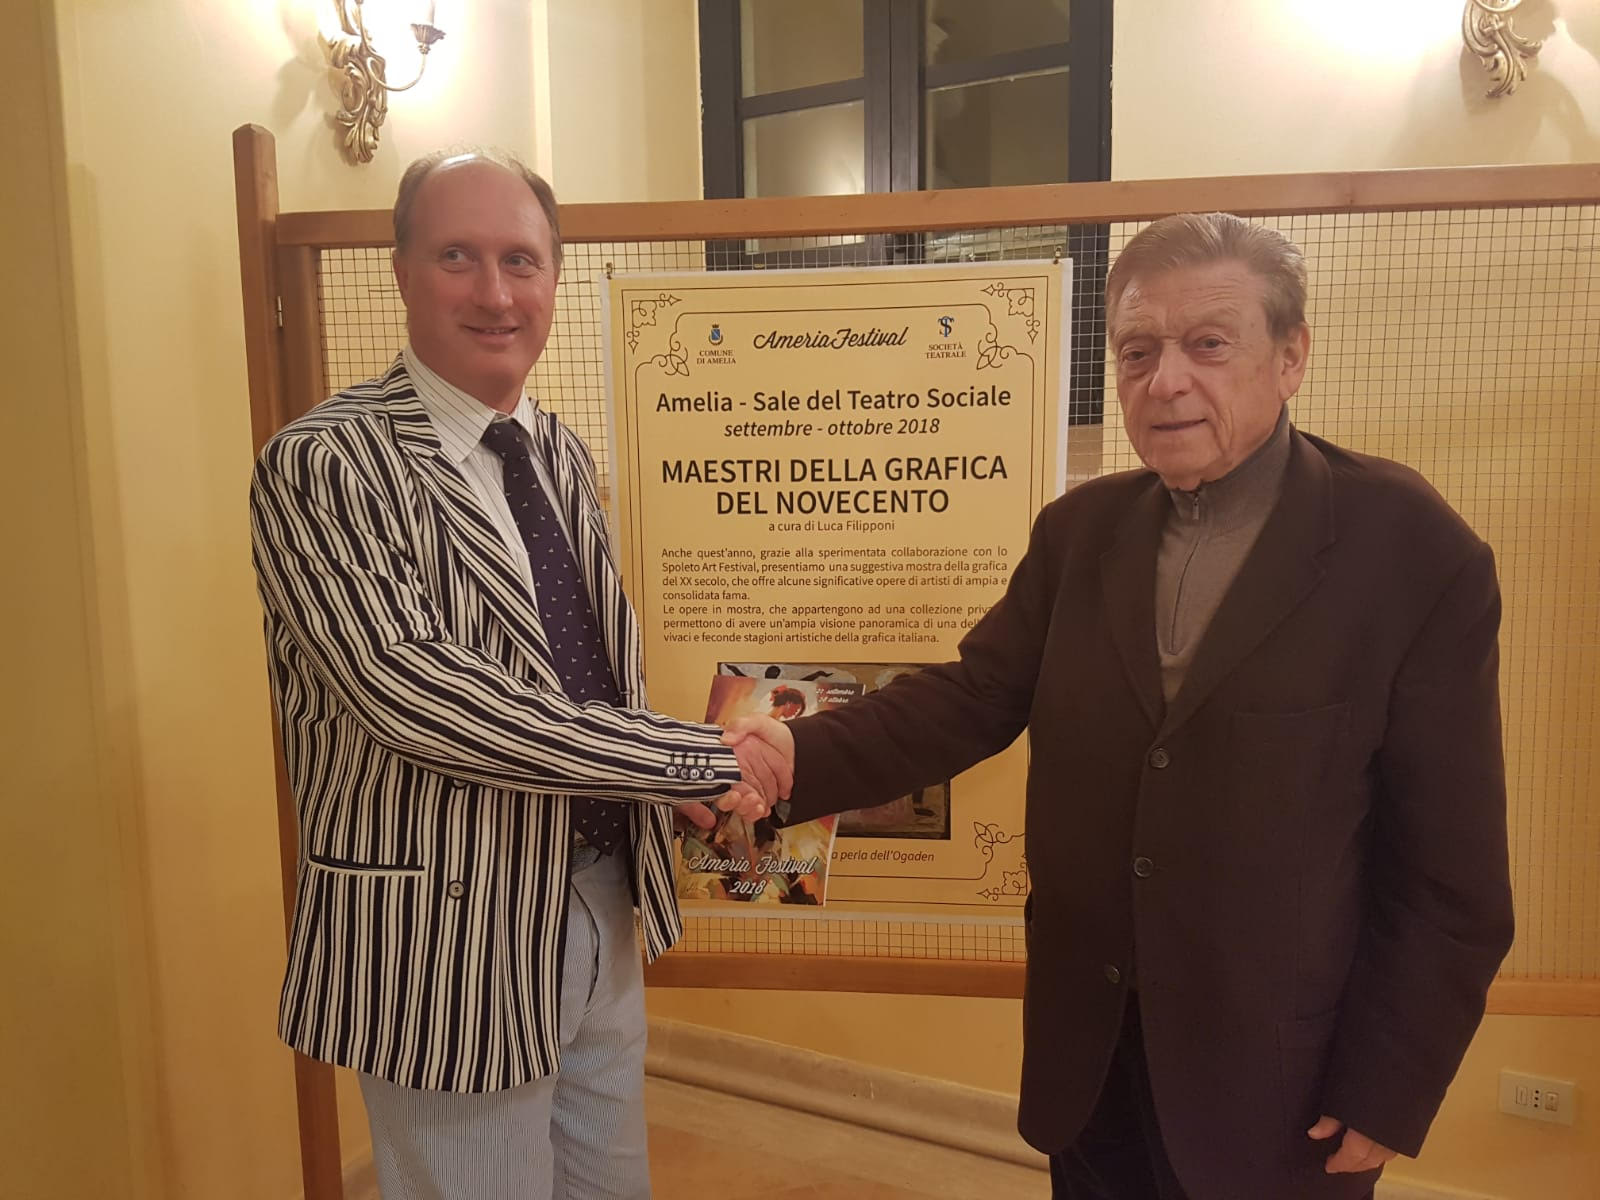 COMUNE
DI AMELIA
AmeriaFestival
SOCIETÀ
TEATRALE
Amelia - Sale del Teatro Sociale
settembre - ottobre 2018
MAESTRI DELLA GRAFICA
DEL NOVECENTO
a cura di Luca Filipponi
Anche quest'anno, grazie alla sperimentata collaborazione con lo
Spoleto Art Festival, presentiamo una suggestiva mostra della grafica
del XX secolo, che offre alcune significative opere di artisti di ampia e
consolidata fama.
Le opere in mostra, che appartengono ad una collezione priva
permettono di avere un'ampia visione panoramica di una del
vivaci e feconde stagioni artistiche della grafica italiana.
settembre
ottobre
Ameria Festival
2018
a perla dell'Ogaden